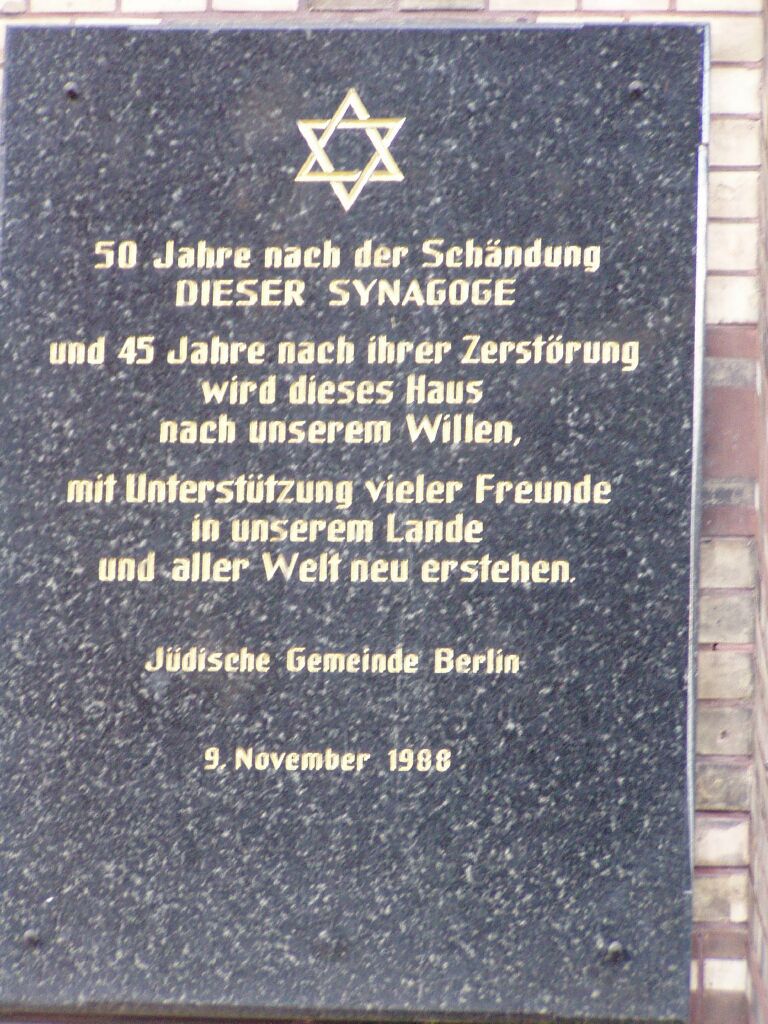 50 Jahre nach der Schändung
DIESER SYNAGOGE
und 45 Jahre nach ihrer Zerstörung
wird dieses Haus
nach unserem Willen,
mit Unterstützung vieler Freunde
in unserem Lande
und aller Welt neu erstehen.
Jüdische Gemeinde Berlin
9. November 1988